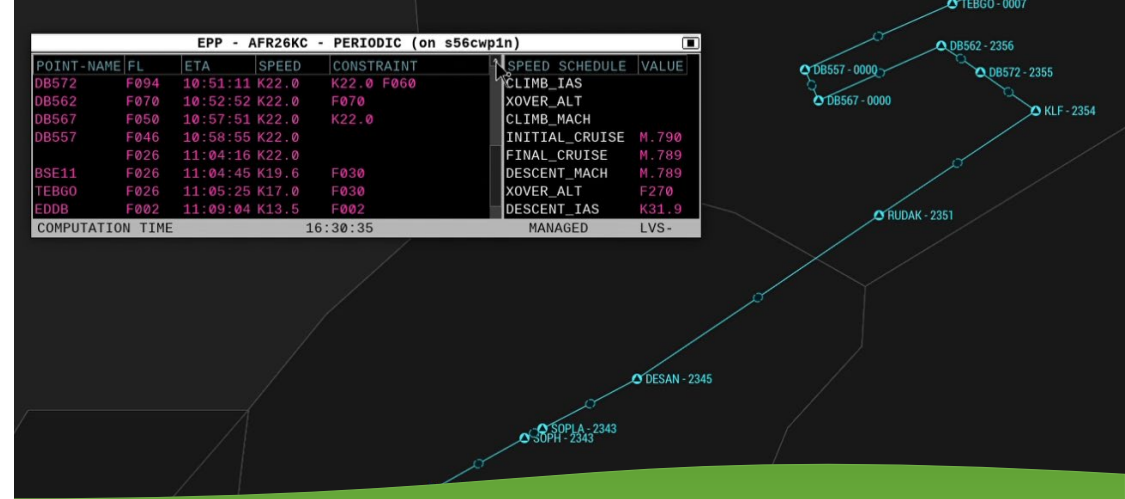 TEBGO - 0007
EPP - AFR26KC - PERIODIC (on s56cwp1n)
POINT-NAME FL ETA SPEED CONSTRAINT SPEED SCHEDULE VALUE
DB572 F094 10:51:11 K22.0 K22.0 F060 CLIMB_IAS
DB562 F070 10:52:52 K22.0 F070 XOVER_ALT
DB567 F050 10:57:51 K22.0 K22.0 CLIMB_MACH
DB557 F046 10:58:55 K22.0 INITIAL_CRUISE M.790
F026 11:04:16 K22.0 FINAL_CRUISE M.789
BSE11 F026 11:04:45 K19.6 F030 DESCENT_MACH M.789
TEBGO F026 11:05:25 K17.0 F030 XOVER_ALT F270
EDDB F002 11:09:04 K13.5 F002 DESCENT_IAS K31.9
COMPUTATION TIME 16:30:35 MANAGED LVS-
DB562 - 2356
DB557 - 0000
DB572 - 2355
DB567 - 0000
KLF - 2354
RUDAK - 2351
DESAN - 2345
SOPLA - 2343
SOPH - 2343